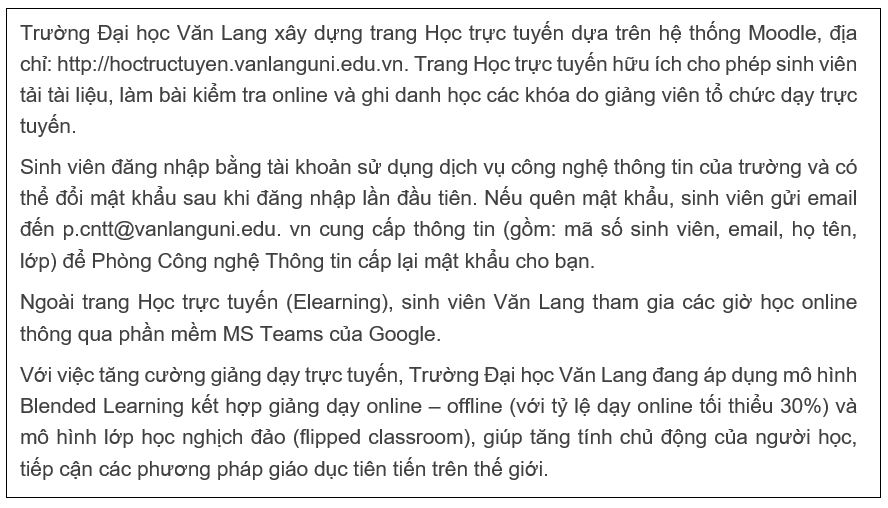 Trường Đại học Văn Lang xây dựng trang Học trực tuyến dựa trên hệ thống Moodle, địa
chỉ: http://hoctructuyen.vanlanguni.edu.vn. Trang Học trực tuyến hữu ích cho phép sinh viên
tải tài liệu, làm bài kiểm tra online và ghi danh học các khóa do giảng viên tổ chức dạy trực
tuyến.
Sinh viên đăng nhập bằng tài khoản sử dụng dịch vụ công nghệ thông tin của trường và có
thể đổi mật khẩu sau khi đăng nhập lần đầu tiên. Nếu quên mật khẩu, sinh viên gửi email
đến p.cntt@vanlanguni.edu. vn cung cấp thông tin (gồm: mã số sinh viên, email, họ tên,
lớp) để Phòng Công nghệ Thông tin cấp lại mật khẩu cho bạn.
Ngoài trang Học trực tuyến (Elearning), sinh viên Văn Lang tham gia các giờ học online
thông qua phần mềm MS Teams của Google.
Với việc tăng cường giảng dạy trực tuyến, Trường Đại học Văn Lang đang áp dụng mô hình
Blended Learning kết hợp giảng dạy online – offline (với tỷ lệ dạy online tối thiểu 30%) và
mô hình lớp học nghịch đảo (flipped classroom), giúp tăng tính chủ động của người học,
tiếp cận các phương pháp giáo dục tiên tiến trên thế giới.